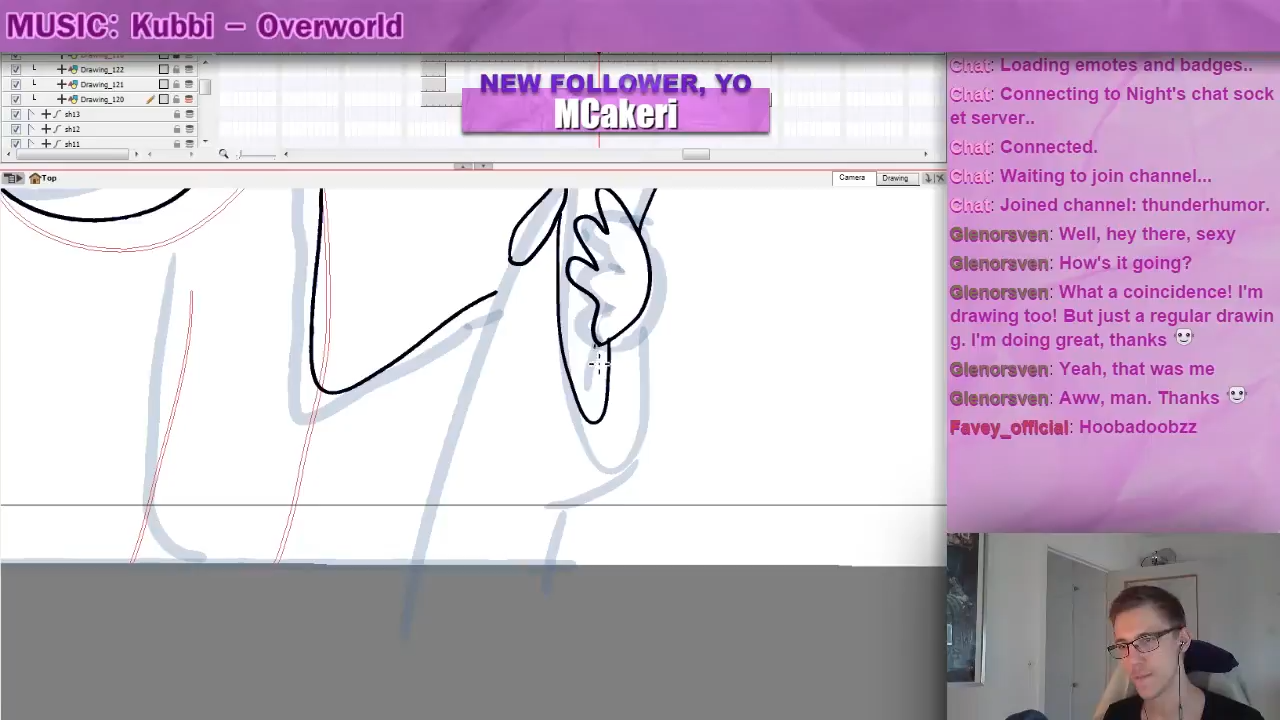 MUSIC: Kubbi – Overworld
Drawing_122
Drawing_121
Drawing_120
sh13
sh12
sh11
NEW FOLLOWER, YO
MCakeri
Top
Camera
Drawing
Chat: Loading emotes and badges..
Chat: Connecting to Night's chat sock
et server..
Chat: Connected.
Chat: Waiting to join channel...
Chat: Joined channel: thunderhumor.
Glenorsven: Well, hey there, sexy
Glenorsven: How's it going?
Glenorsven: What a coincidence! I'm
drawing too! But just a regular drawin
g. I'm doing great, thanks
Glenorsven: Yeah, that was me
Glenorsven: Aww, man. Thanks
Favey_official: Hoobadoobzz